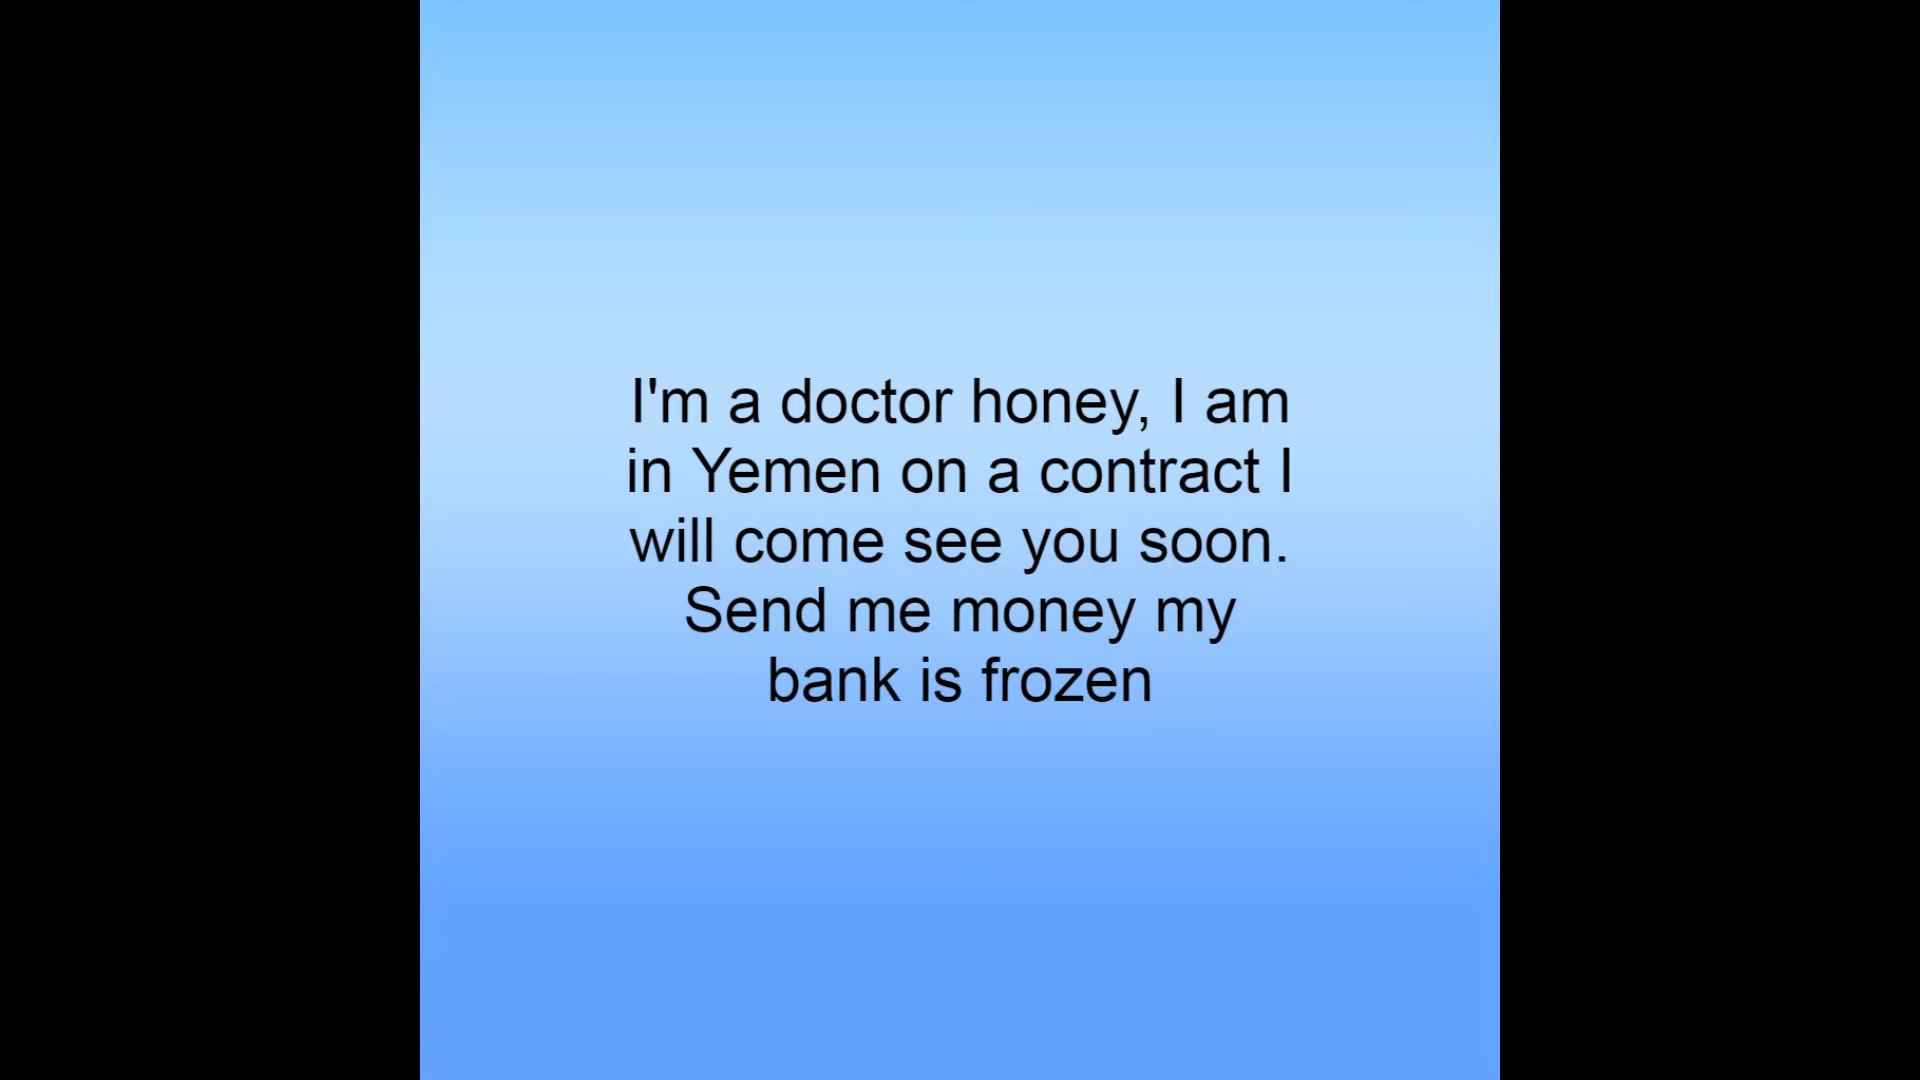 I'm a doctor honey, I am
in Yemen on a contract I
will come see you soon.
Send me money my
bank is frozen